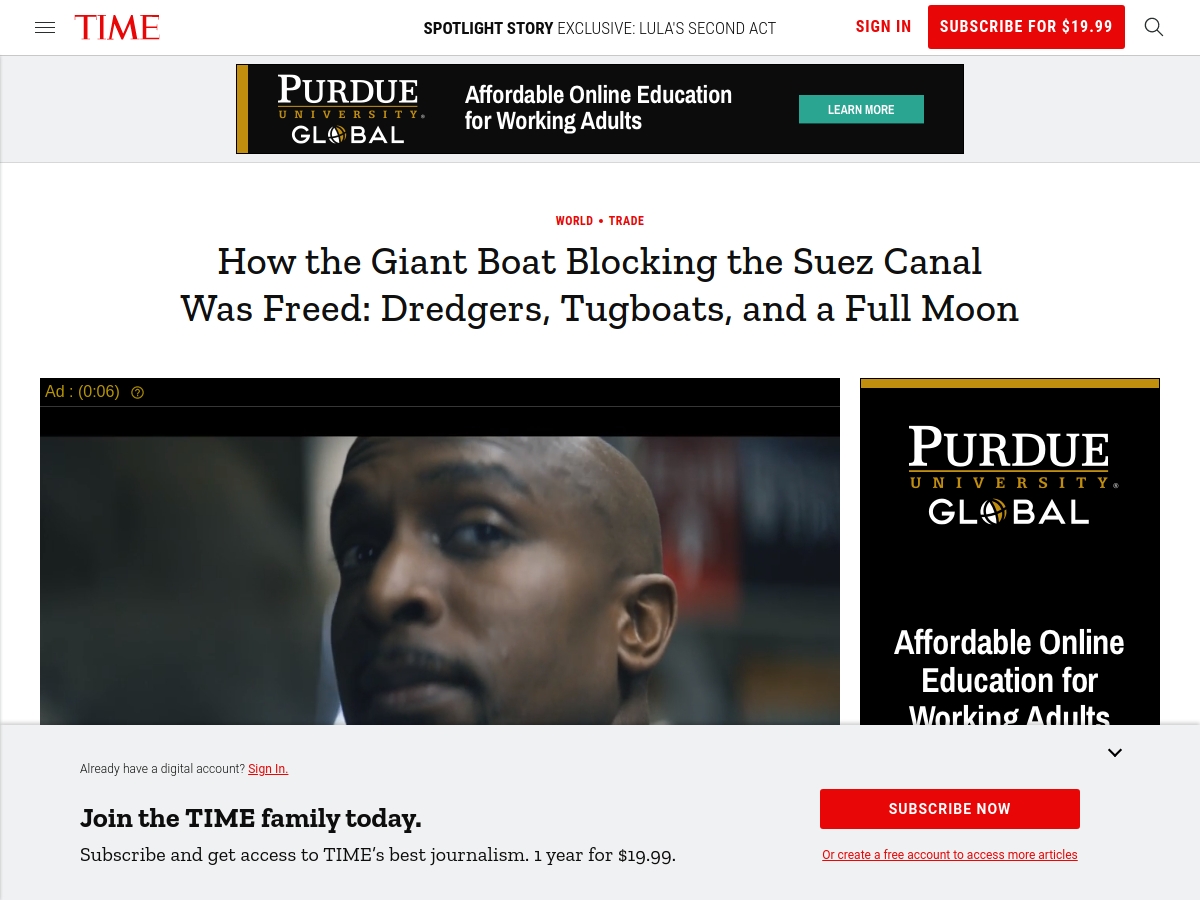 TIME
SPOTLIGHT STORY EXCLUSIVE: LULA'S SECOND ACT
SIGN IN
SUBSCRIBE FOR $19.99
PURDUE
UNIVERSITY®
GLOBAL
Affordable Online Education
for Working Adults
LEARN MORE
WORLD • TRADE
How the Giant Boat Blocking the Suez Canal
Was Freed: Dredgers, Tugboats, and a Full Moon
Ad : (0:06)
PURDUE
UNIVERSITY®
GLOBAL
Affordable Online
Education for
Working Adults
Already have a digital account? Sign In.
Join the TIME family today.
Subscribe and get access to TIME’s best journalism. 1 year for $19.99.
SUBSCRIBE NOW
Or create a free account to access more articles